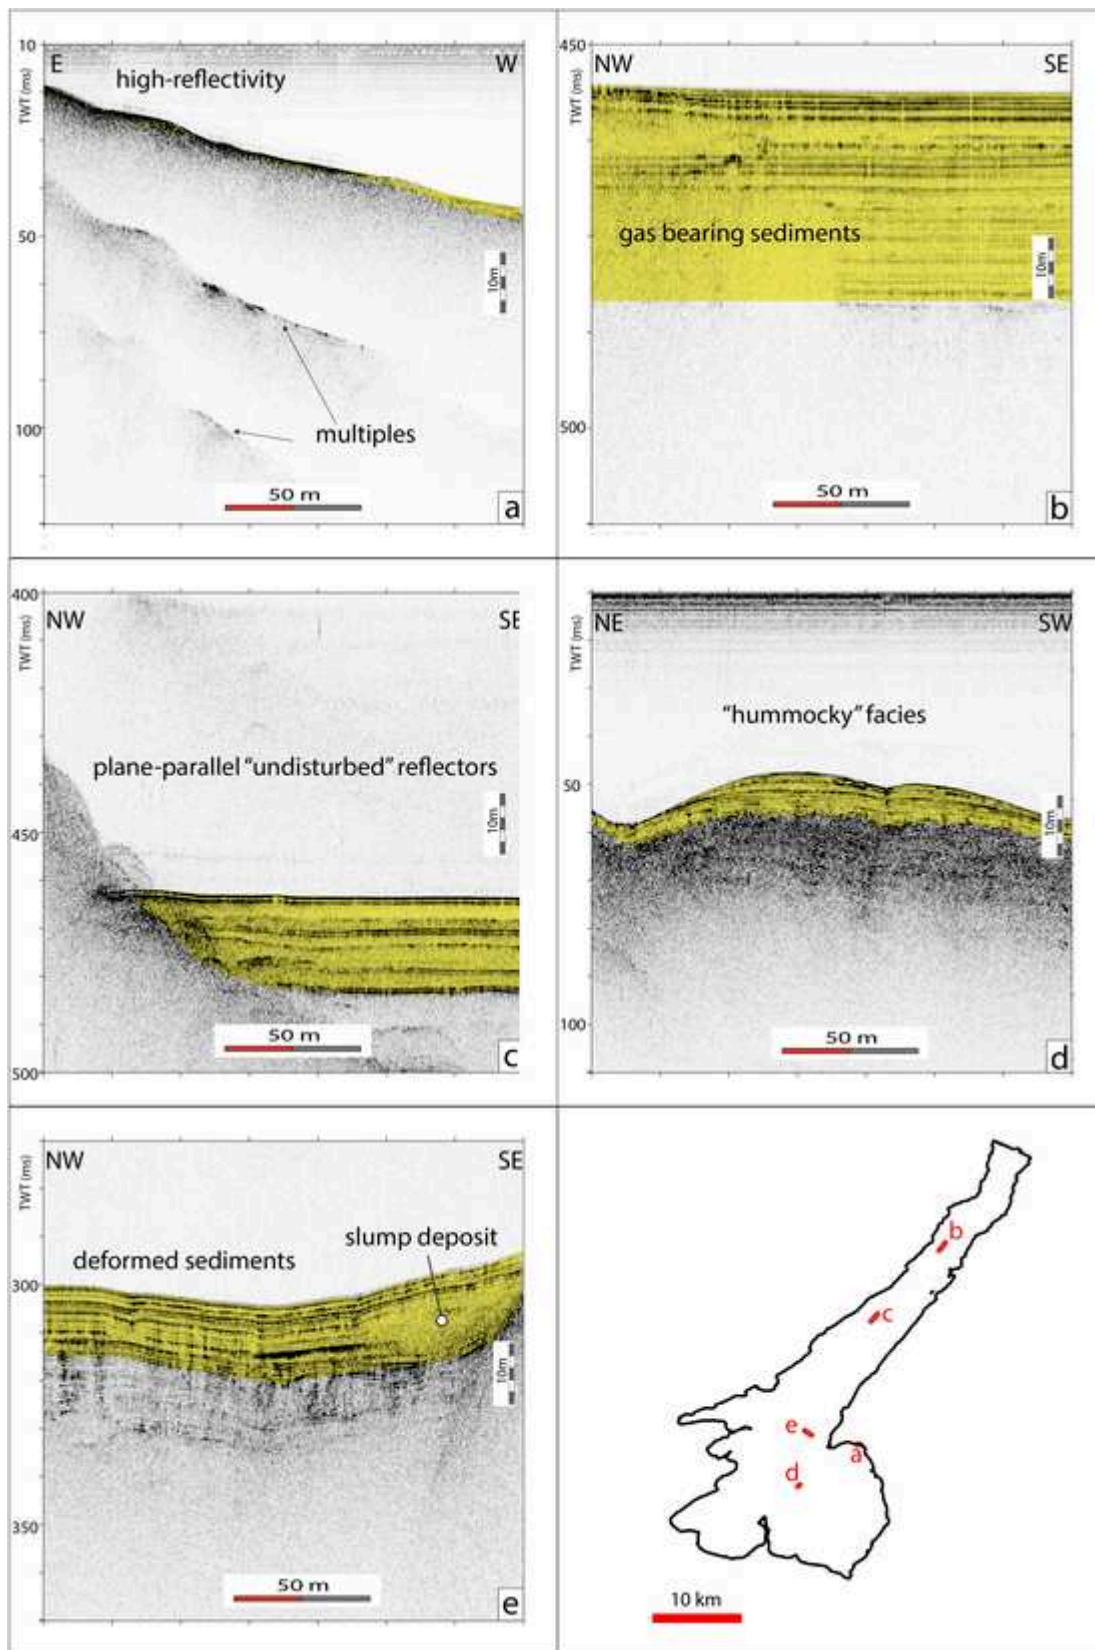 10
E
W
TWT (ms)
high-reflectivity
50
10m
multiples
100
50 m
a
450
NW
SE
TWT (ms)
gas bearing sediments
10m
500
50 m
b
400
NW
SE
TWT (ms)
plane-parallel “undisturbed” reflectors
10m
450
50 m
500
c
NE
SW
TWT (ms)
“hummocky” facies
50
10m
100
50 m
d
NW
SE
TWT (ms)
slump deposit
deformed sediments
300
10m
350
50 m
e
b
c
e
a
d
10 km